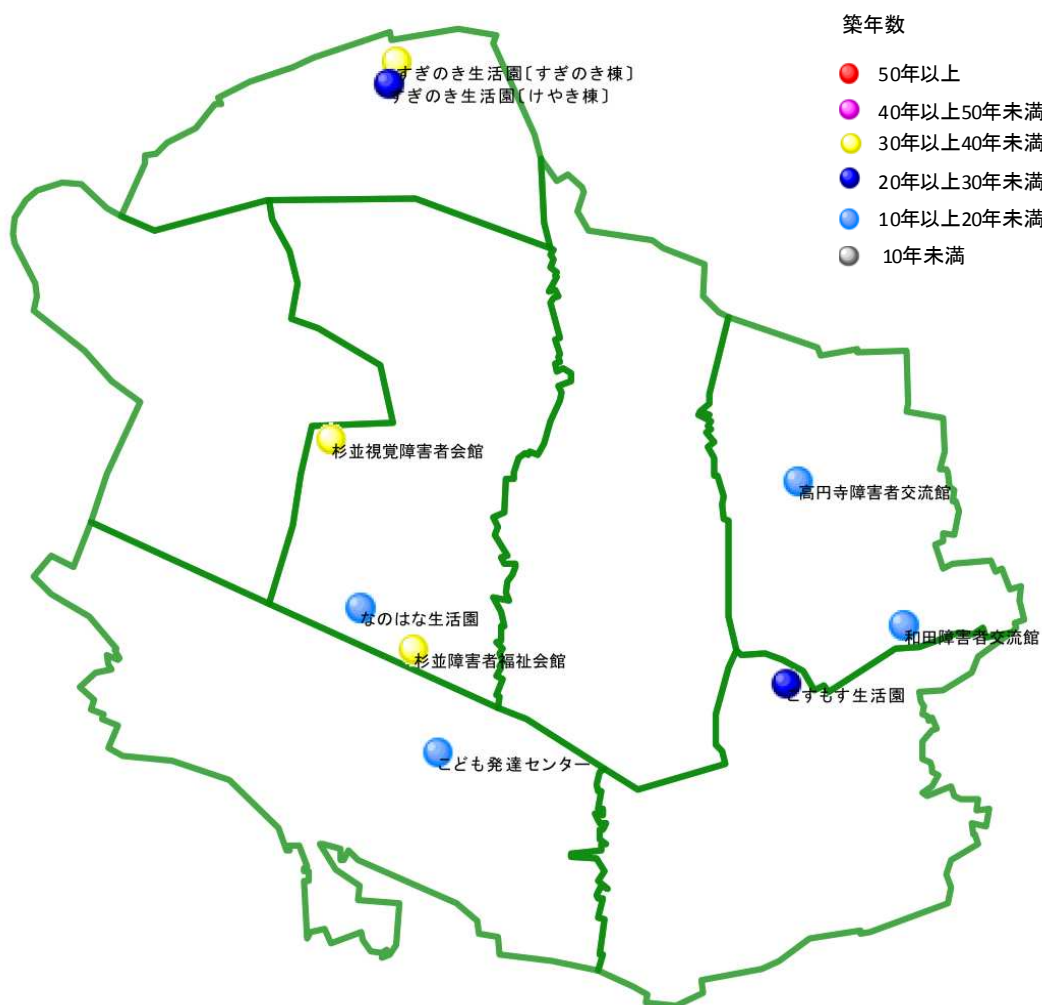 築年数
50年以上
40年以上50年未満
30年以上40年未満
20年以上30年未満
10年以上20年未満
10年未満
すぎのき生活園〔すぎのき棟〕
すぎのき生活園〔けやき棟〕
杉並視覚障害者会館
高円寺障害者交流館
なのはな生活園
和田障害者交流館
杉並障害者福祉会館
こすもす生活園
こども発達センター